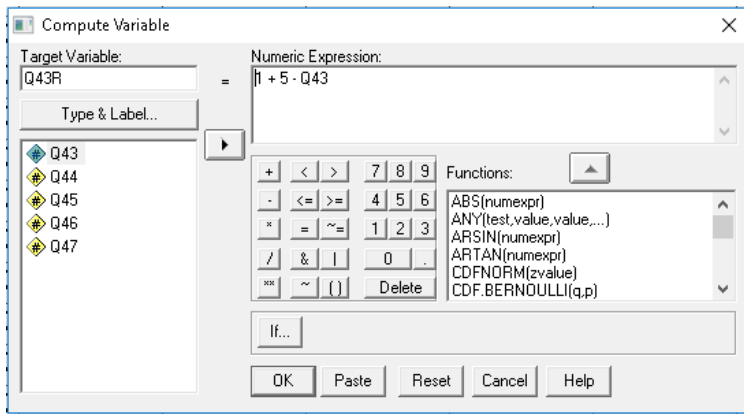 Compute Variable
Target Variable:
Q43R
=
Numeric Expression:
1 + 5 - Q43
Type & Label...
Q43
Q44
Q45
Q46
Q47
+ < > 7 8 9
- <= >= 4 5 6
* = ~= 1 2 3
/ & | 0 .
** ~ () Delete
Functions:
ABS(numexpr)
ANY(test,value,value,...)
ARSIN(numexpr)
ARTAN(numexpr)
CDFNORM(zvalue)
CDF.BERNOULLI(q,p)
If...
OK Paste Reset Cancel Help